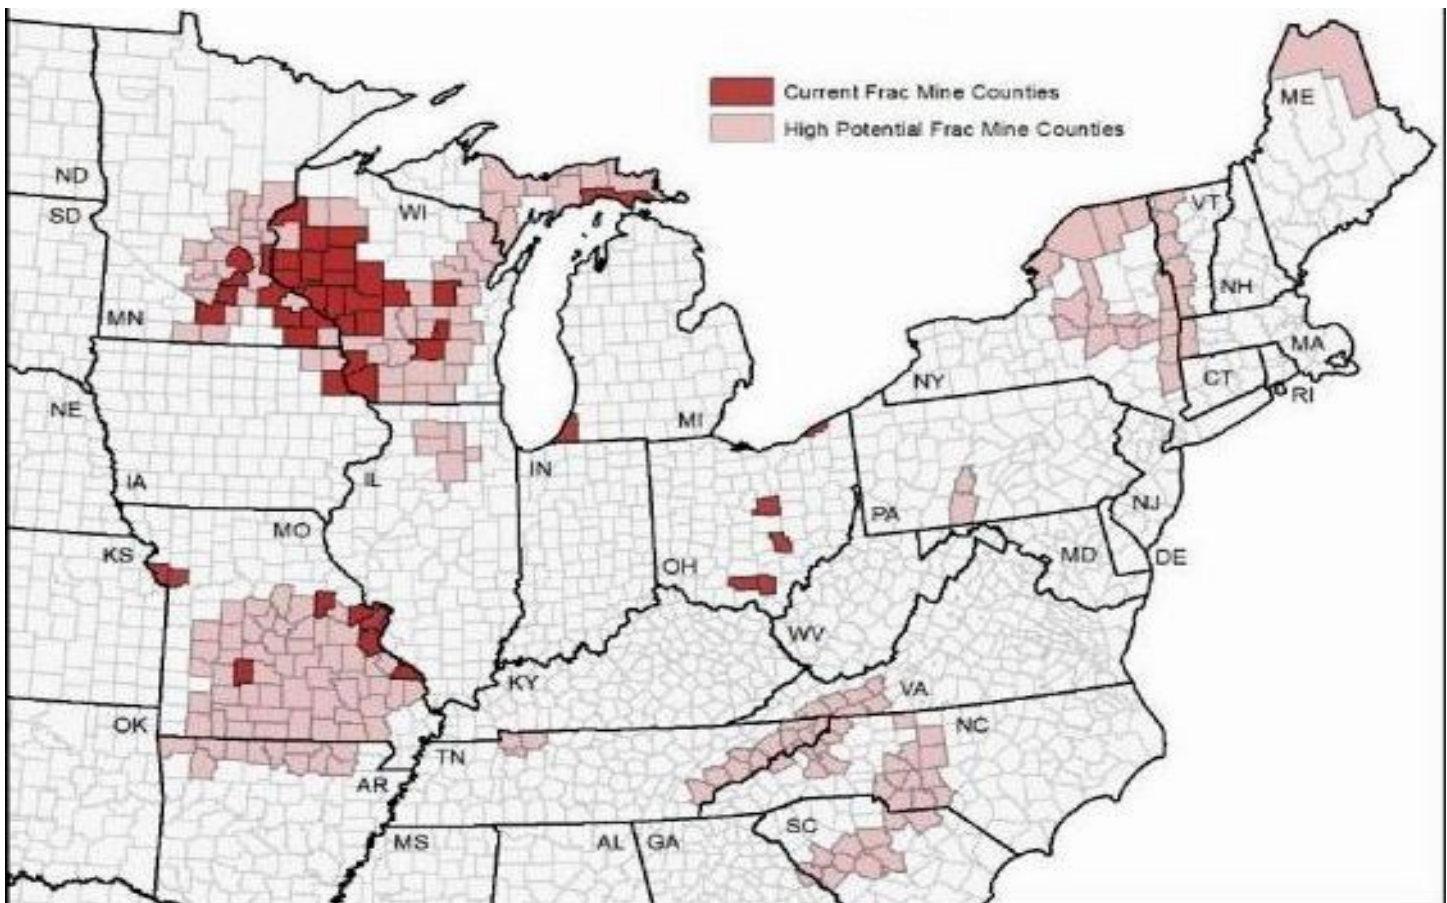 Current Frac Mine Counties
High Potential Frac Mine Counties
ME
ND
SD
WI
VT
NH
MN
MA
NY
CT
RI
NE
MI
IA
IL
IN
PA
NJ
MO
KS
OH
MD
DE
WV
KY
VA
OK
NC
TN
AR
SC
MS
AL
GA